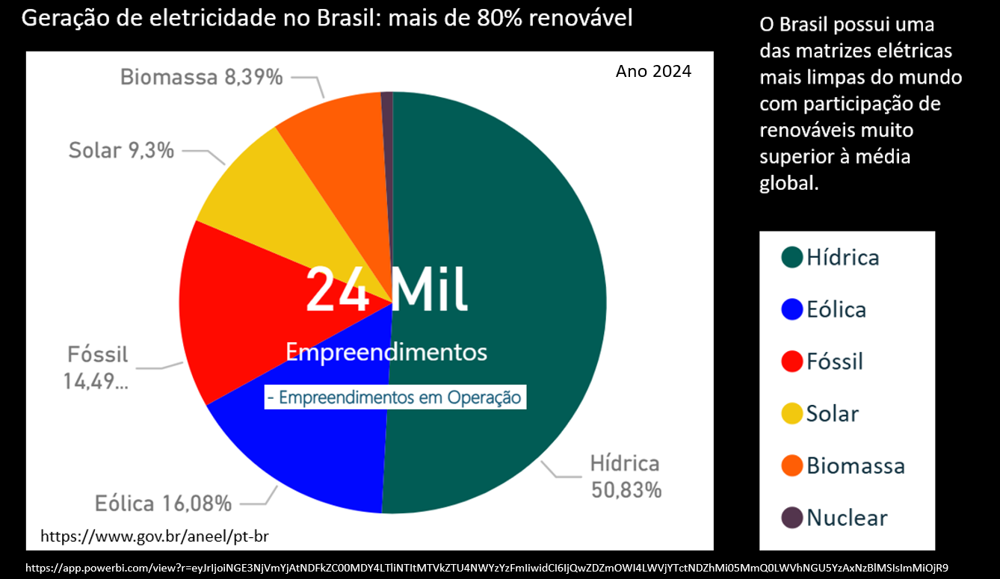 Geração de eletricidade no Brasil: mais de 80% renovável
Ano 2024
Biomassa 8,39%
Solar 9,3%
Fóssil
14,49...
Eólica 16,08%
Hídrica
50,83%
24 Mil
Empreendimentos
- Empreendimentos em Operação
https://www.gov.br/aneel/pt-br
O Brasil possui uma
das matrizes elétricas
mais limpas do mundo
com participação de
renováveis muito
superior à média
global.
Hídrica
Eólica
Fóssil
Solar
Biomassa
Nuclear
https://app.powerbi.com/view?r=eyJrIjoiNGE3NjVmYjAtNDFkZC00MDY4LTliNTItMTVkZTU4NWYzYzFmIiwidCI6IjQwZDZmOWI4LWVjYTctNDZhMi05MmQ0LWVhNGU5YzAxNzBlMSIsImMiOjR9